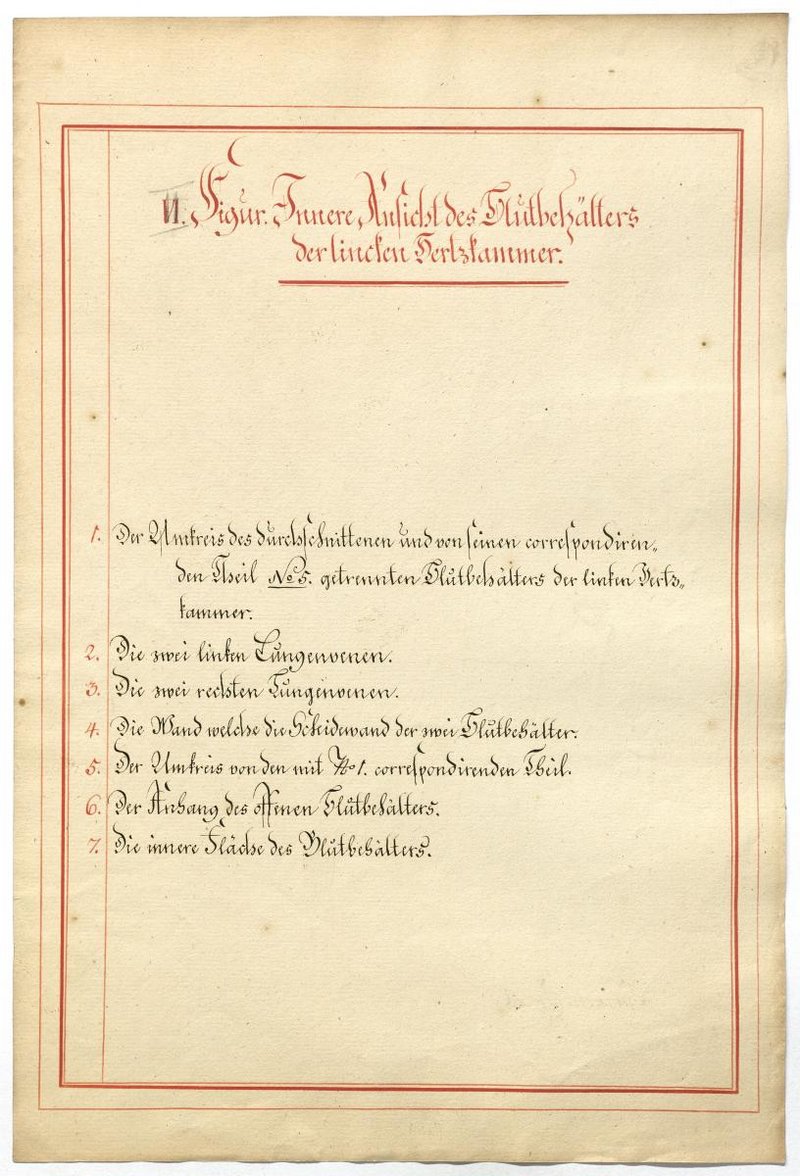 VI. Figur. Innere Ansicht des Blutbehälters
der lincken Hertzkammer.
1. Der Umkreis des durchschnittenen und von seinen correspondiren„
den Theil No 5. getrennten Blutbehälters der linken Hertz„
kammer.
2. Die zwei linken Lungenvenen.
3. Die zwei rechten Lungenvenen.
4. Die Wand welche die Scheidewand der zwei Blutbehälter.
5. Der Umkreis von den mit No 1. correspondirenden Theil.
6. Der Anhang des offenen Blutbehälters.
7. Die innere Fläche des Blutbehälters.